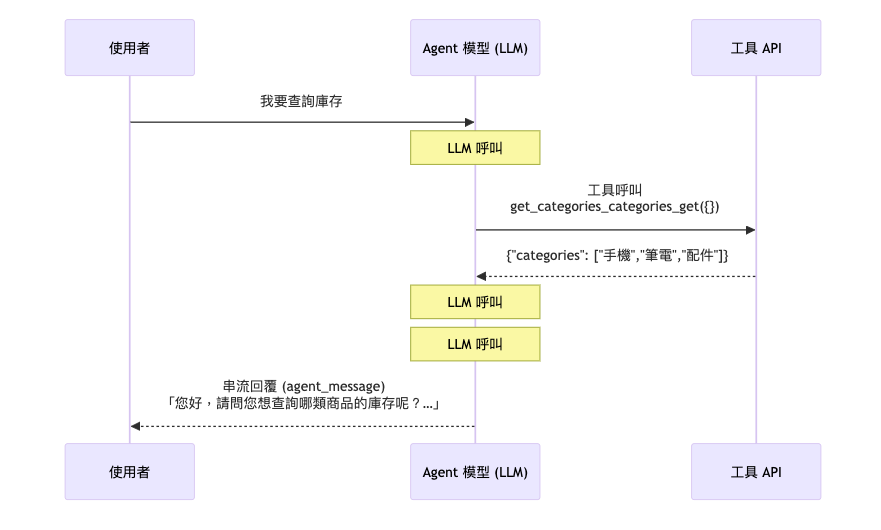 使用者
Agent 模型 (LLM)
工具 API
我要查詢庫存
LLM 呼叫
工具呼叫
get_categories_categories_get({})
{"categories": ["手機","筆電","配件"]}
LLM 呼叫
LLM 呼叫
串流回覆 (agent_message)
「您好，請問您想查詢哪類商品的庫存呢？…」
使用者
Agent 模型 (LLM)
工具 API